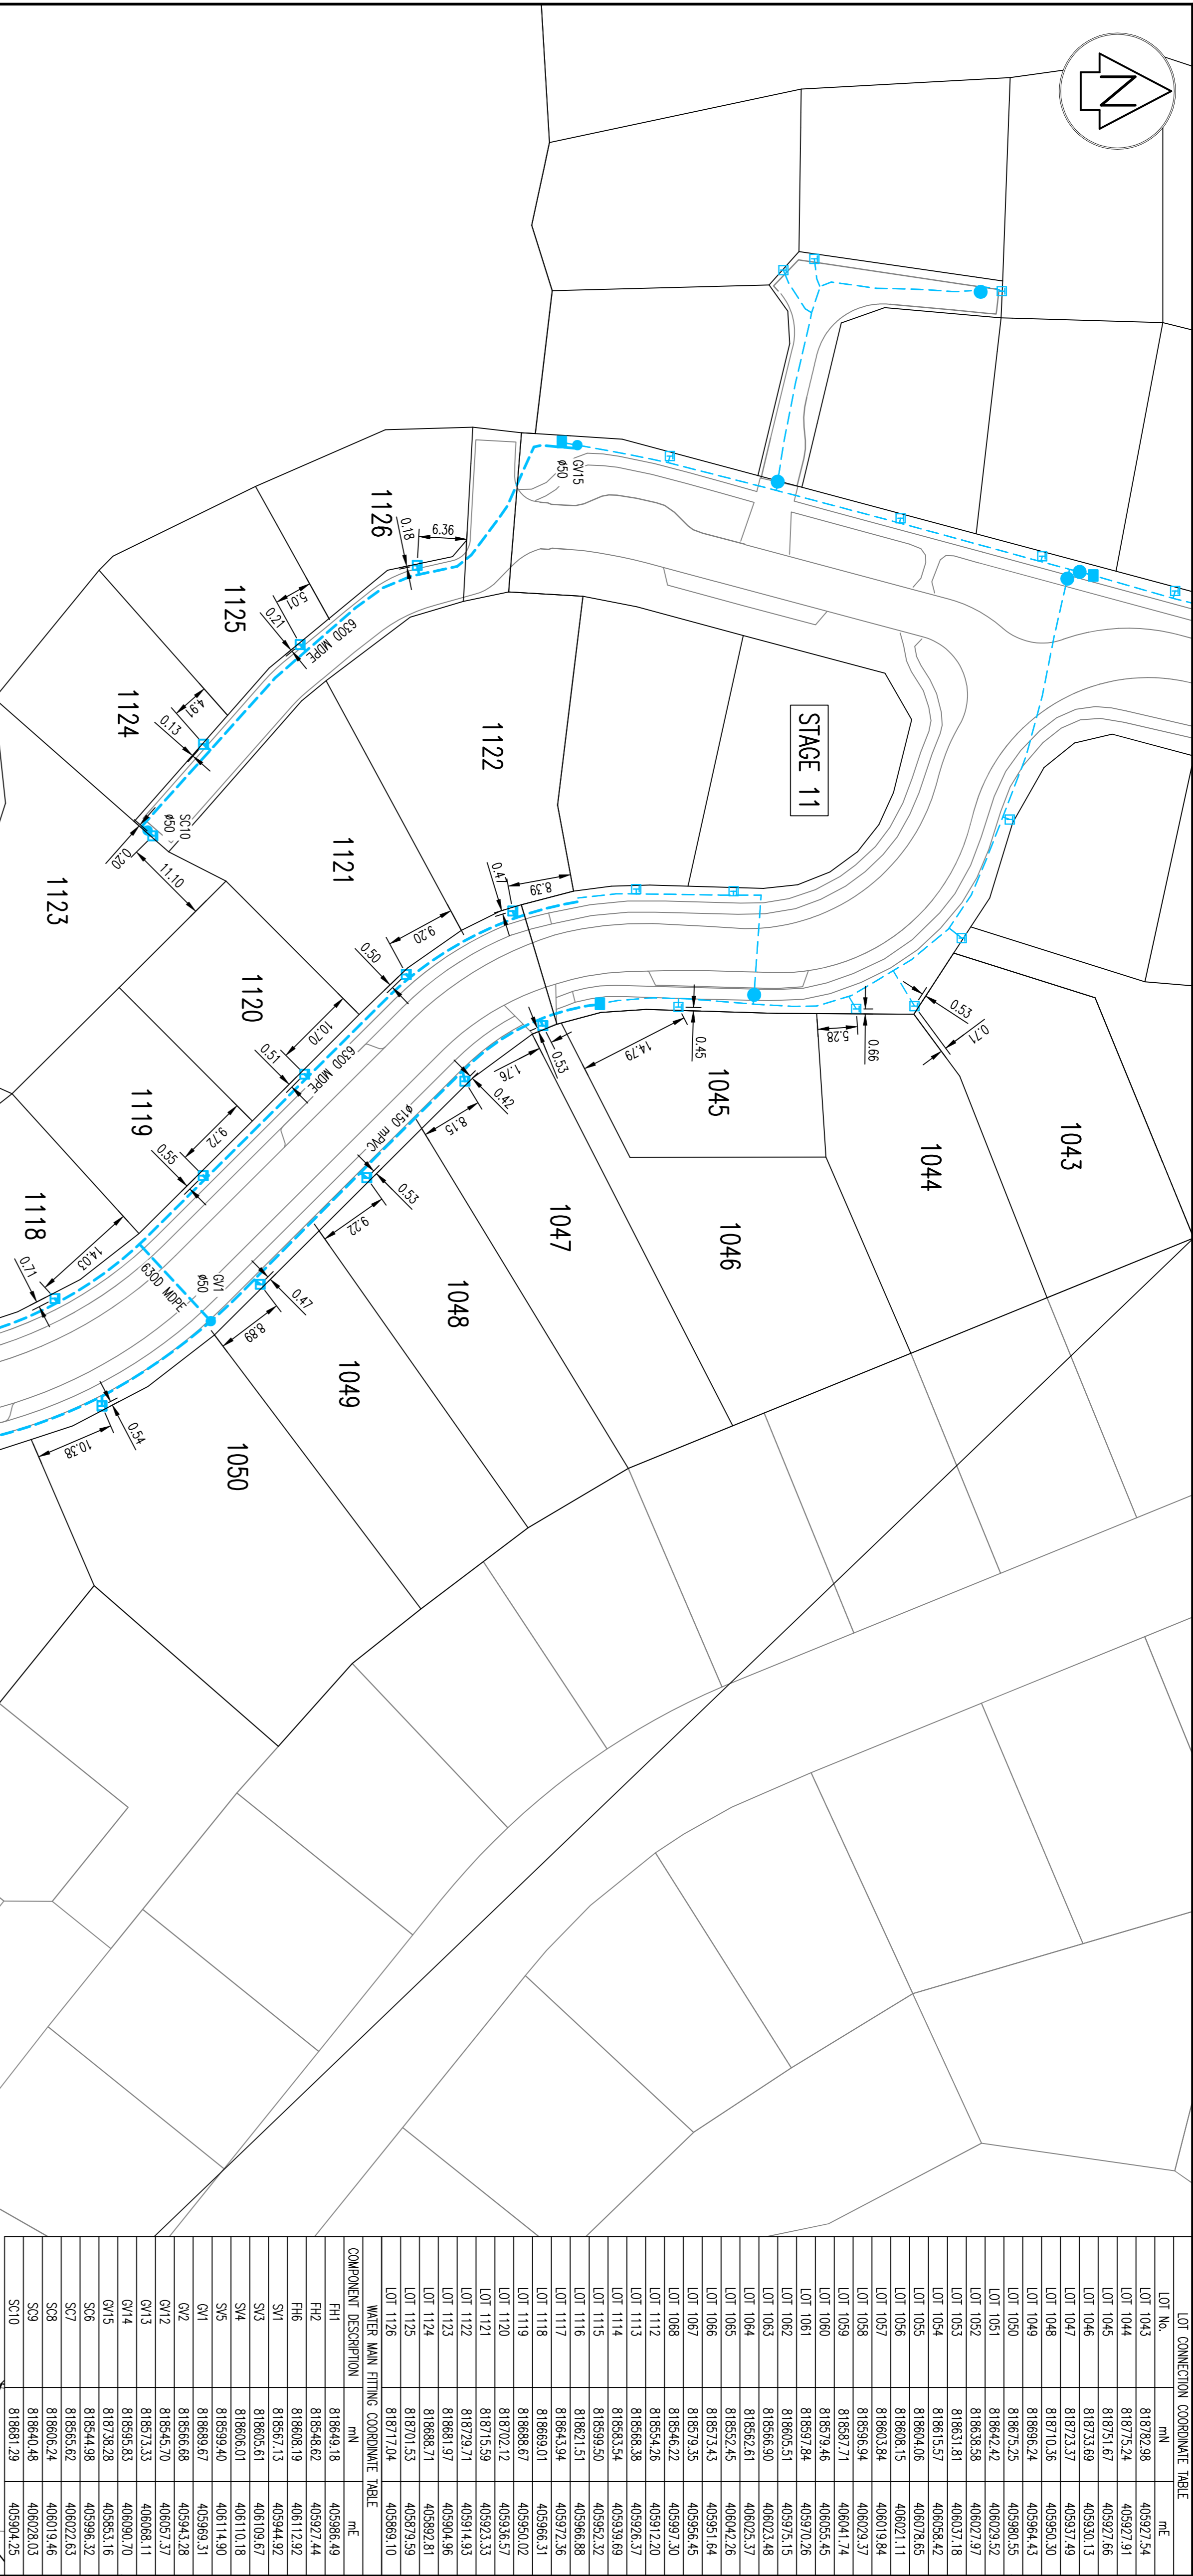 N
STAGE 11
1043
1044
1045
1046
1047
1048
1049
1050
1126
1125
1124
1123
1122
1121
1120
1119
1118
GV15
ø50
6.36
0.18
5.01
0.21
63OD MDPE
4.91
0.13
SC10
ø50
0.20
11.10
8.39
0.47
9.20
0.50
10.70
0.51
63OD MDPE
9.72
0.55
14.03
0.71
63OD MDPE
GV1
ø50
0.53
0.71
0.66
5.28
0.45
14.79
0.53
1.76
0.42
8.15
ø150 mPVC
0.53
9.22
0.47
8.89
0.54
10.38
LOT CONNECTION COORDINATE TABLE
LOT No. mN mE
LOT 1043 818782.98 405927.54
LOT 1044 818775.24 405927.91
LOT 1045 818751.67 405927.66
LOT 1046 818733.69 405930.13
LOT 1047 818723.37 405937.49
LOT 1048 818710.36 405950.30
LOT 1049 818696.24 405964.43
LOT 1050 818675.25 405980.55
LOT 1051 818642.42 406029.52
LOT 1052 818638.58 406027.97
LOT 1053 818631.81 406037.18
LOT 1054 818615.57 406058.42
LOT 1055 818604.06 406078.65
LOT 1056 818608.15 406021.11
LOT 1057 818603.84 406019.84
LOT 1058 818596.94 406029.37
LOT 1059 818587.71 406041.74
LOT 1060 818579.46 406055.45
LOT 1061 818597.84 405970.26
LOT 1062 818605.51 405975.15
LOT 1063 818566.90 406023.48
LOT 1064 818562.61 406025.37
LOT 1065 818552.45 406042.26
LOT 1066 818573.43 405951.64
LOT 1067 818579.35 405956.45
LOT 1068 818546.22 405997.30
LOT 1112 818554.26 405912.20
LOT 1113 818568.38 405926.37
LOT 1114 818583.54 405939.69
LOT 1115 818599.50 405952.32
LOT 1116 818621.51 405966.88
LOT 1117 818643.94 405972.36
LOT 1118 818669.01 405966.31
LOT 1119 818688.67 405950.02
LOT 1120 818702.12 405936.57
LOT 1121 818715.59 405923.33
LOT 1122 818729.71 405914.93
LOT 1123 818681.97 405904.96
LOT 1124 818688.71 405892.81
LOT 1125 818701.53 405879.59
LOT 1126 818717.04 405869.10
WATER MAIN FITTING COORDINATE TABLE
COMPONENT DESCRIPTION mN mE
FH1 818649.18 405986.49
FH2 818548.62 405927.44
FH6 818608.19 406112.92
SV1 818567.13 405944.92
SV3 818605.61 406109.67
SV4 818606.01 406110.18
SV5 818599.40 406114.90
GV1 818689.67 405969.31
GV2 818566.68 405943.28
GV12 818545.70 406057.37
GV13 818573.33 406068.11
GV14 818595.83 406090.70
GV15 818738.28 405853.16
SC6 818544.98 405996.32
SC7 818565.62 406022.63
SC8 818606.24 406019.46
SC9 818640.48 406028.03
SC10 818681.29 405904.25